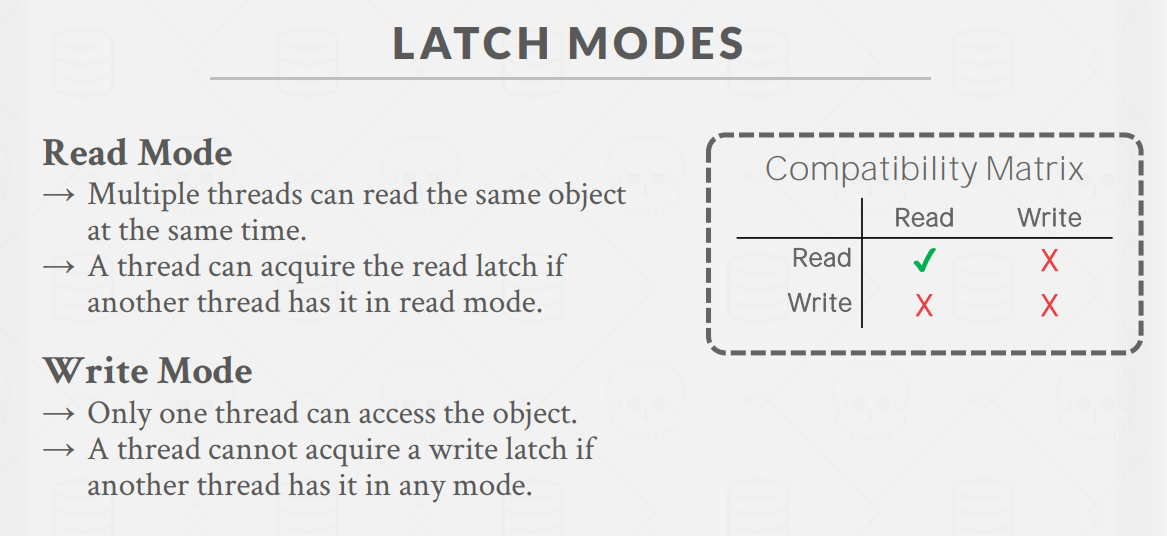 LATCH MODES
Read Mode
→ Multiple threads can read the same object
at the same time.
→ A thread can acquire the read latch if
another thread has it in read mode.
Write Mode
→ Only one thread can access the object.
→ A thread cannot acquire a write latch if
another thread has it in any mode.
Compatibility Matrix
Read Write
Read ✓ X
Write X X